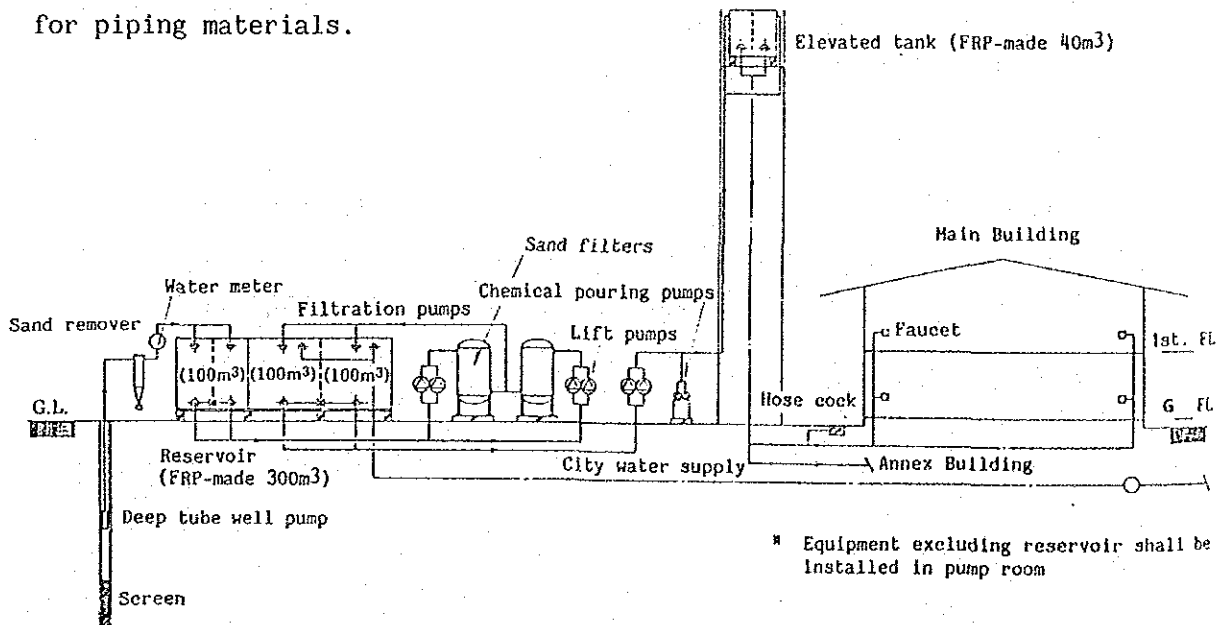 for piping materials.
Elevated tank (FRP-made 40m3)
Main Building
Sand filters
Water meter
Chemical pouring pumps
Filtration pumps
Sand remover
Lift pumps
Faucet
1st. FL
(100m³) (100m³) (100m³)
Hose cock
G.L.
G FL
Reservoir
(FRP-made 300m3)
City water supply
Annex Building
Deep tube well pump
* Equipment excluding reservoir shall be
installed in pump room
Screen